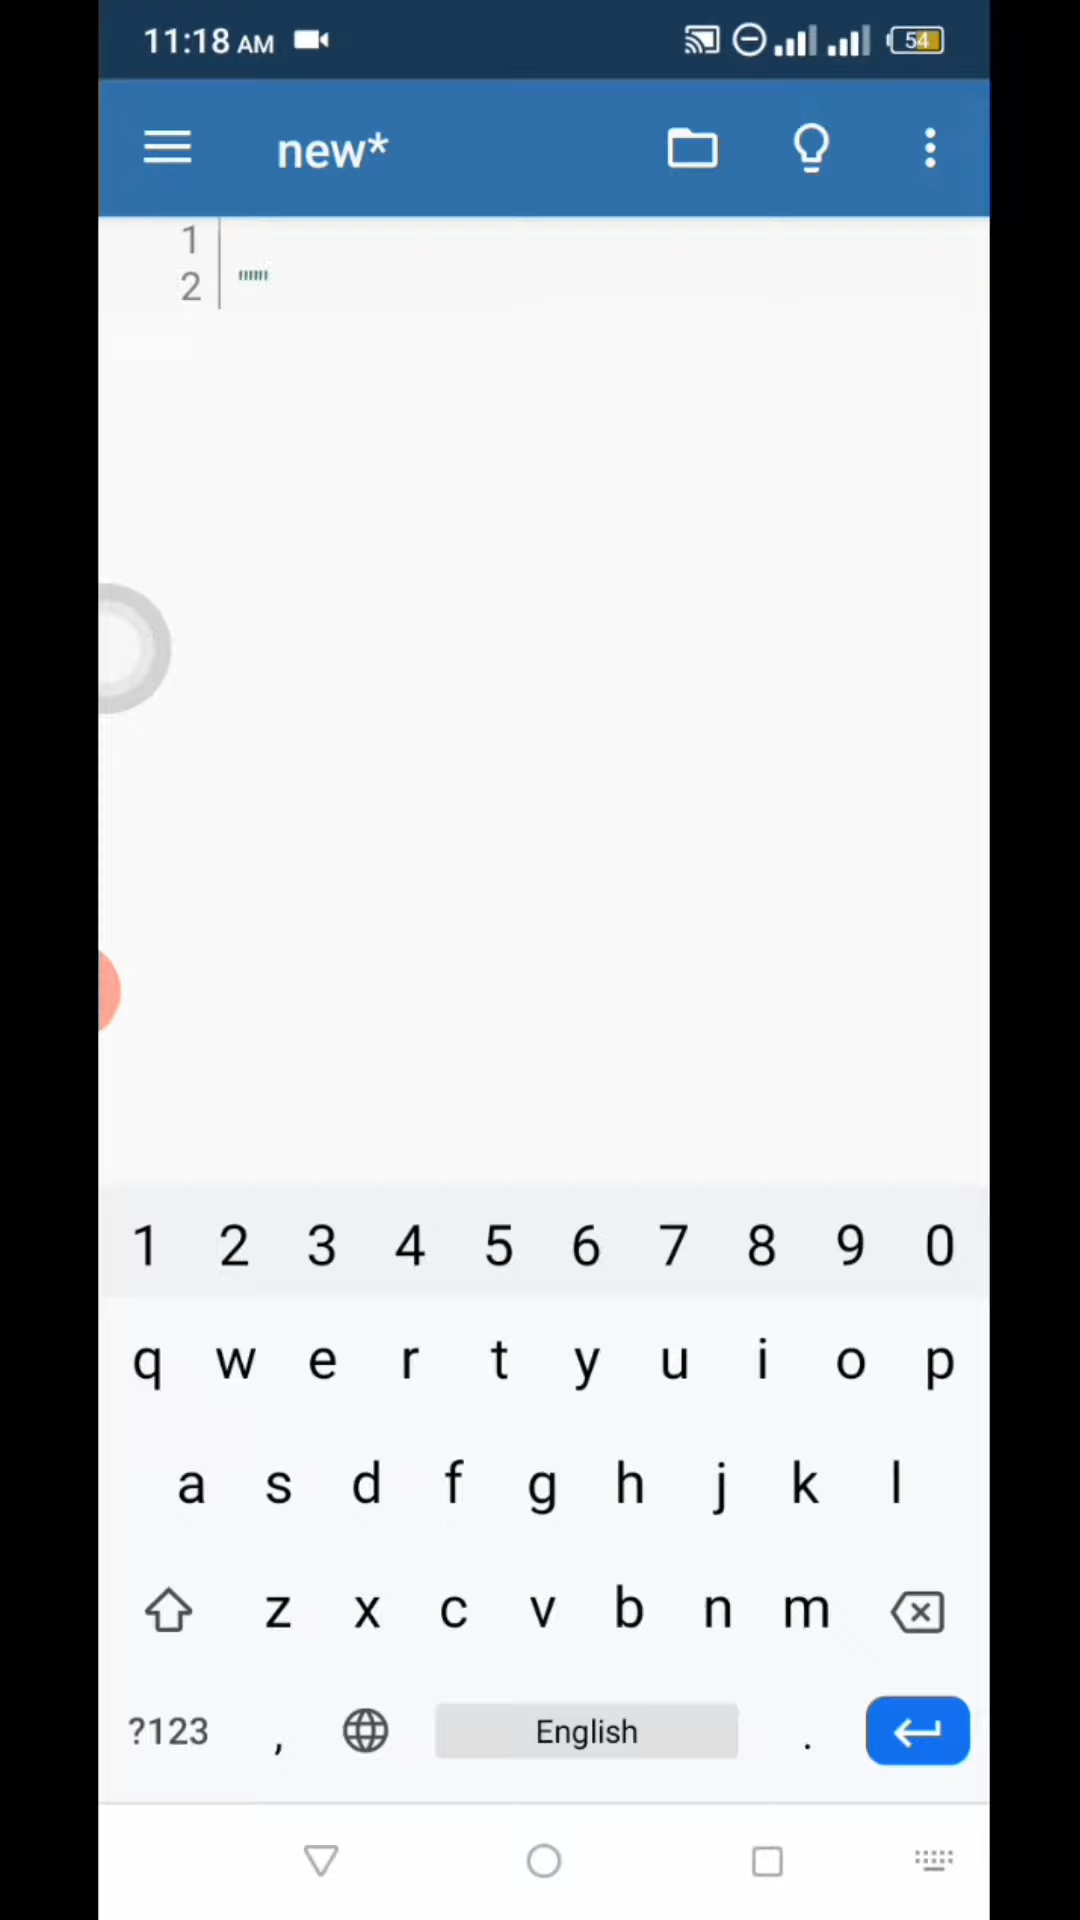 11:18 AM
54
new*
1
2 """"""
1 2 3 4 5 6 7 8 9 0
q w e r t y u i o p
a s d f g h j k l
z x c v b n m
?123 , English .